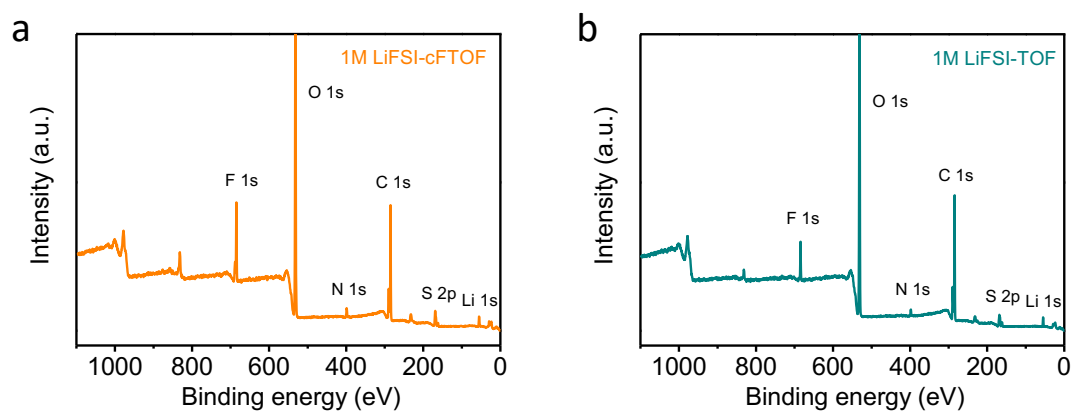 a
1M LiFSI-cFTOF
O 1s
F 1s
C 1s
N 1s
S 2p
Li 1s
Intensity (a.u.)
1000 800 600 400 200 0
Binding energy (eV)
b
1M LiFSI-TOF
O 1s
C 1s
F 1s
N 1s
S 2p
Li 1s
Intensity (a.u.)
1000 800 600 400 200 0
Binding energy (eV)